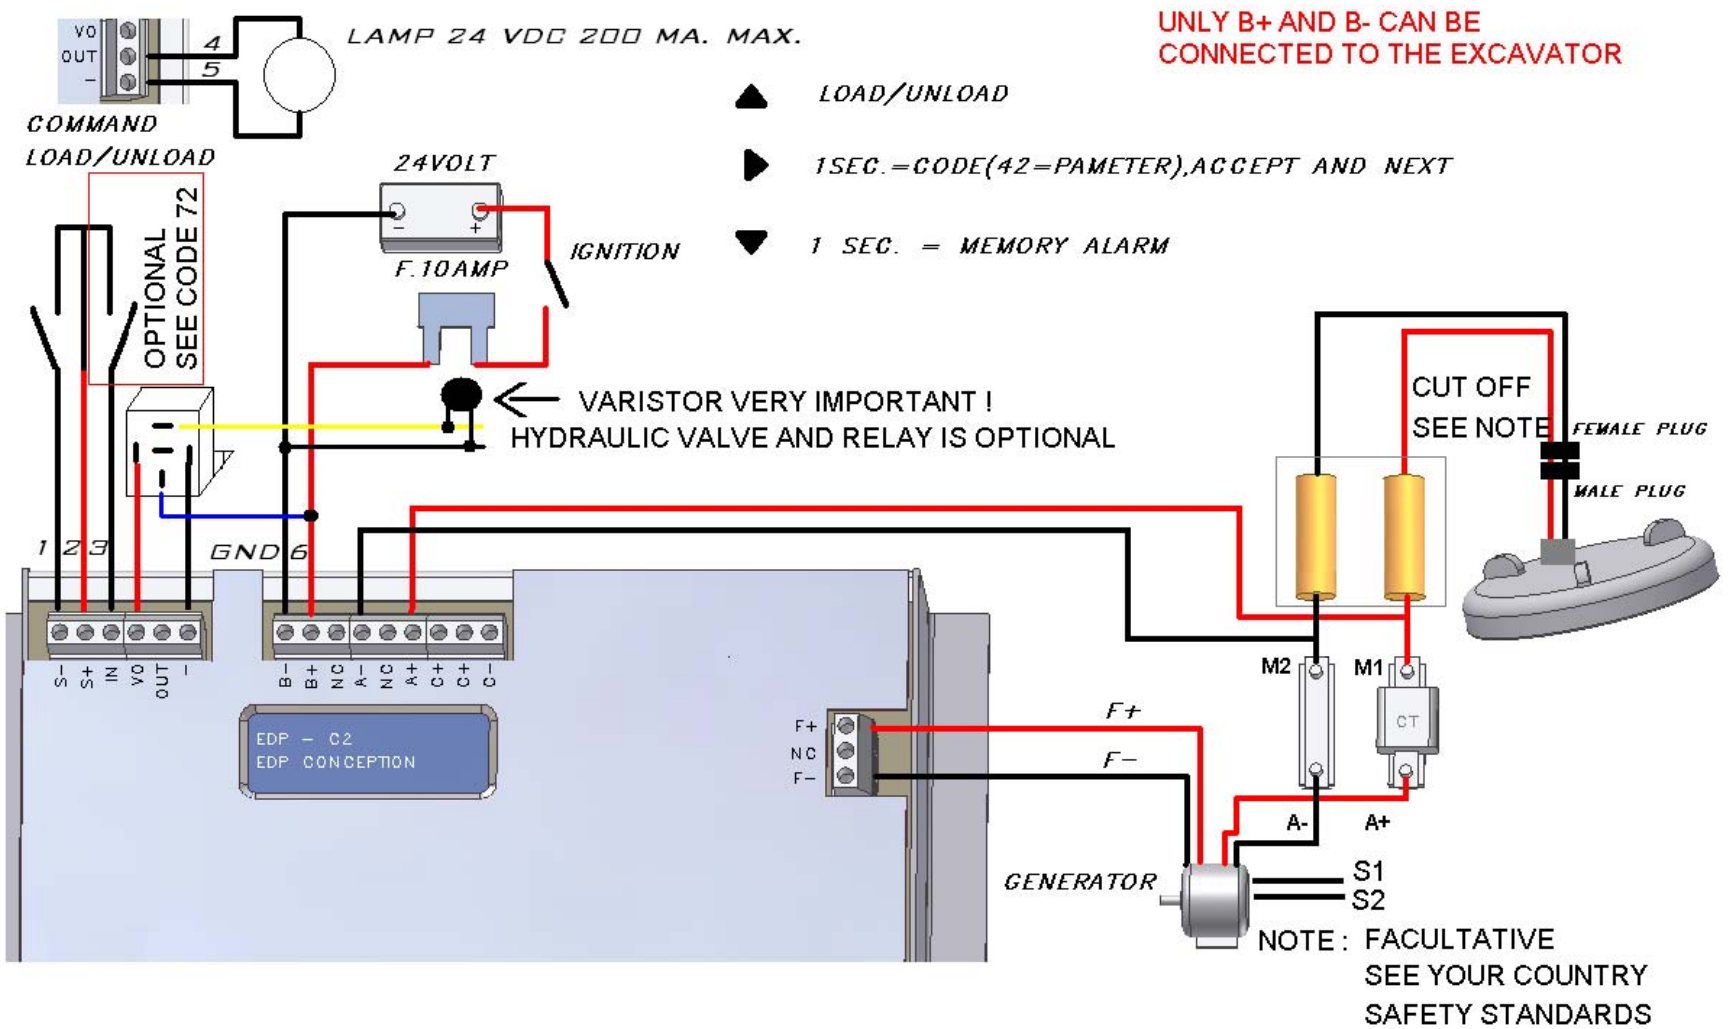 VO
OUT
-
4
5
LAMP 24 VDC 200 MA. MAX.
UNLY B+ AND B- CAN BE
CONNECTED TO THE EXCAVATOR
COMMAND
LOAD/UNLOAD
LOAD/UNLOAD
1SEC.=CODE(42=PAMETER),ACCEPT AND NEXT
1 SEC. = MEMORY ALARM
OPTIONAL
SEE CODE 72
24VOLT
- +
F.10AMP
IGNITION
VARISTOR VERY IMPORTANT !
HYDRAULIC VALVE AND RELAY IS OPTIONAL
CUT OFF
SEE NOTE
FEMALE PLUG
MALE PLUG
1 2 3
GND 6
S-
S+
IN
VO
OUT
-
B-
B+
NC
A-
NC
A+
C+
C+
C-
EDP - C2
EDP CONCEPTION
F+
NC
F-
F+
F-
M2
M1
CT
A-
A+
GENERATOR
S1
S2
NOTE : FACULTATIVE
SEE YOUR COUNTRY
SAFETY STANDARDS